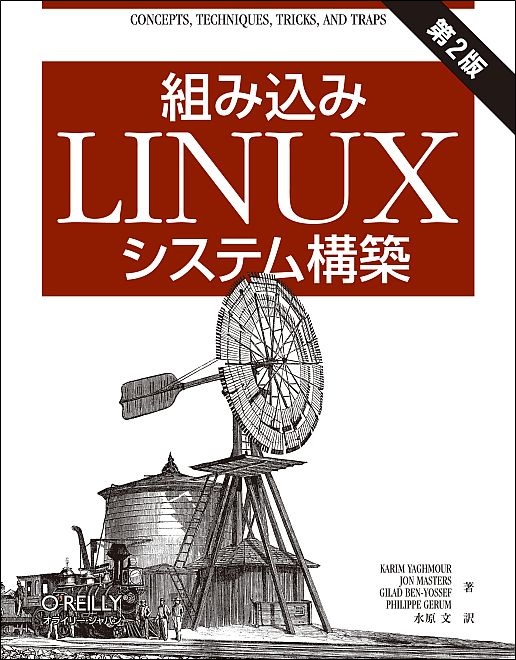 CONCEPTS, TECHNIQUES, TRICKS, AND TRAPS
第2版
組み込み
LINUX
システム構築
KARIM YAGHMOUR
JON MASTERS
GILAD BEN-YOSSEF
PHILIPPE GERUM
著
水原 文 訳
O'REILLY
オライリー・ジャパン